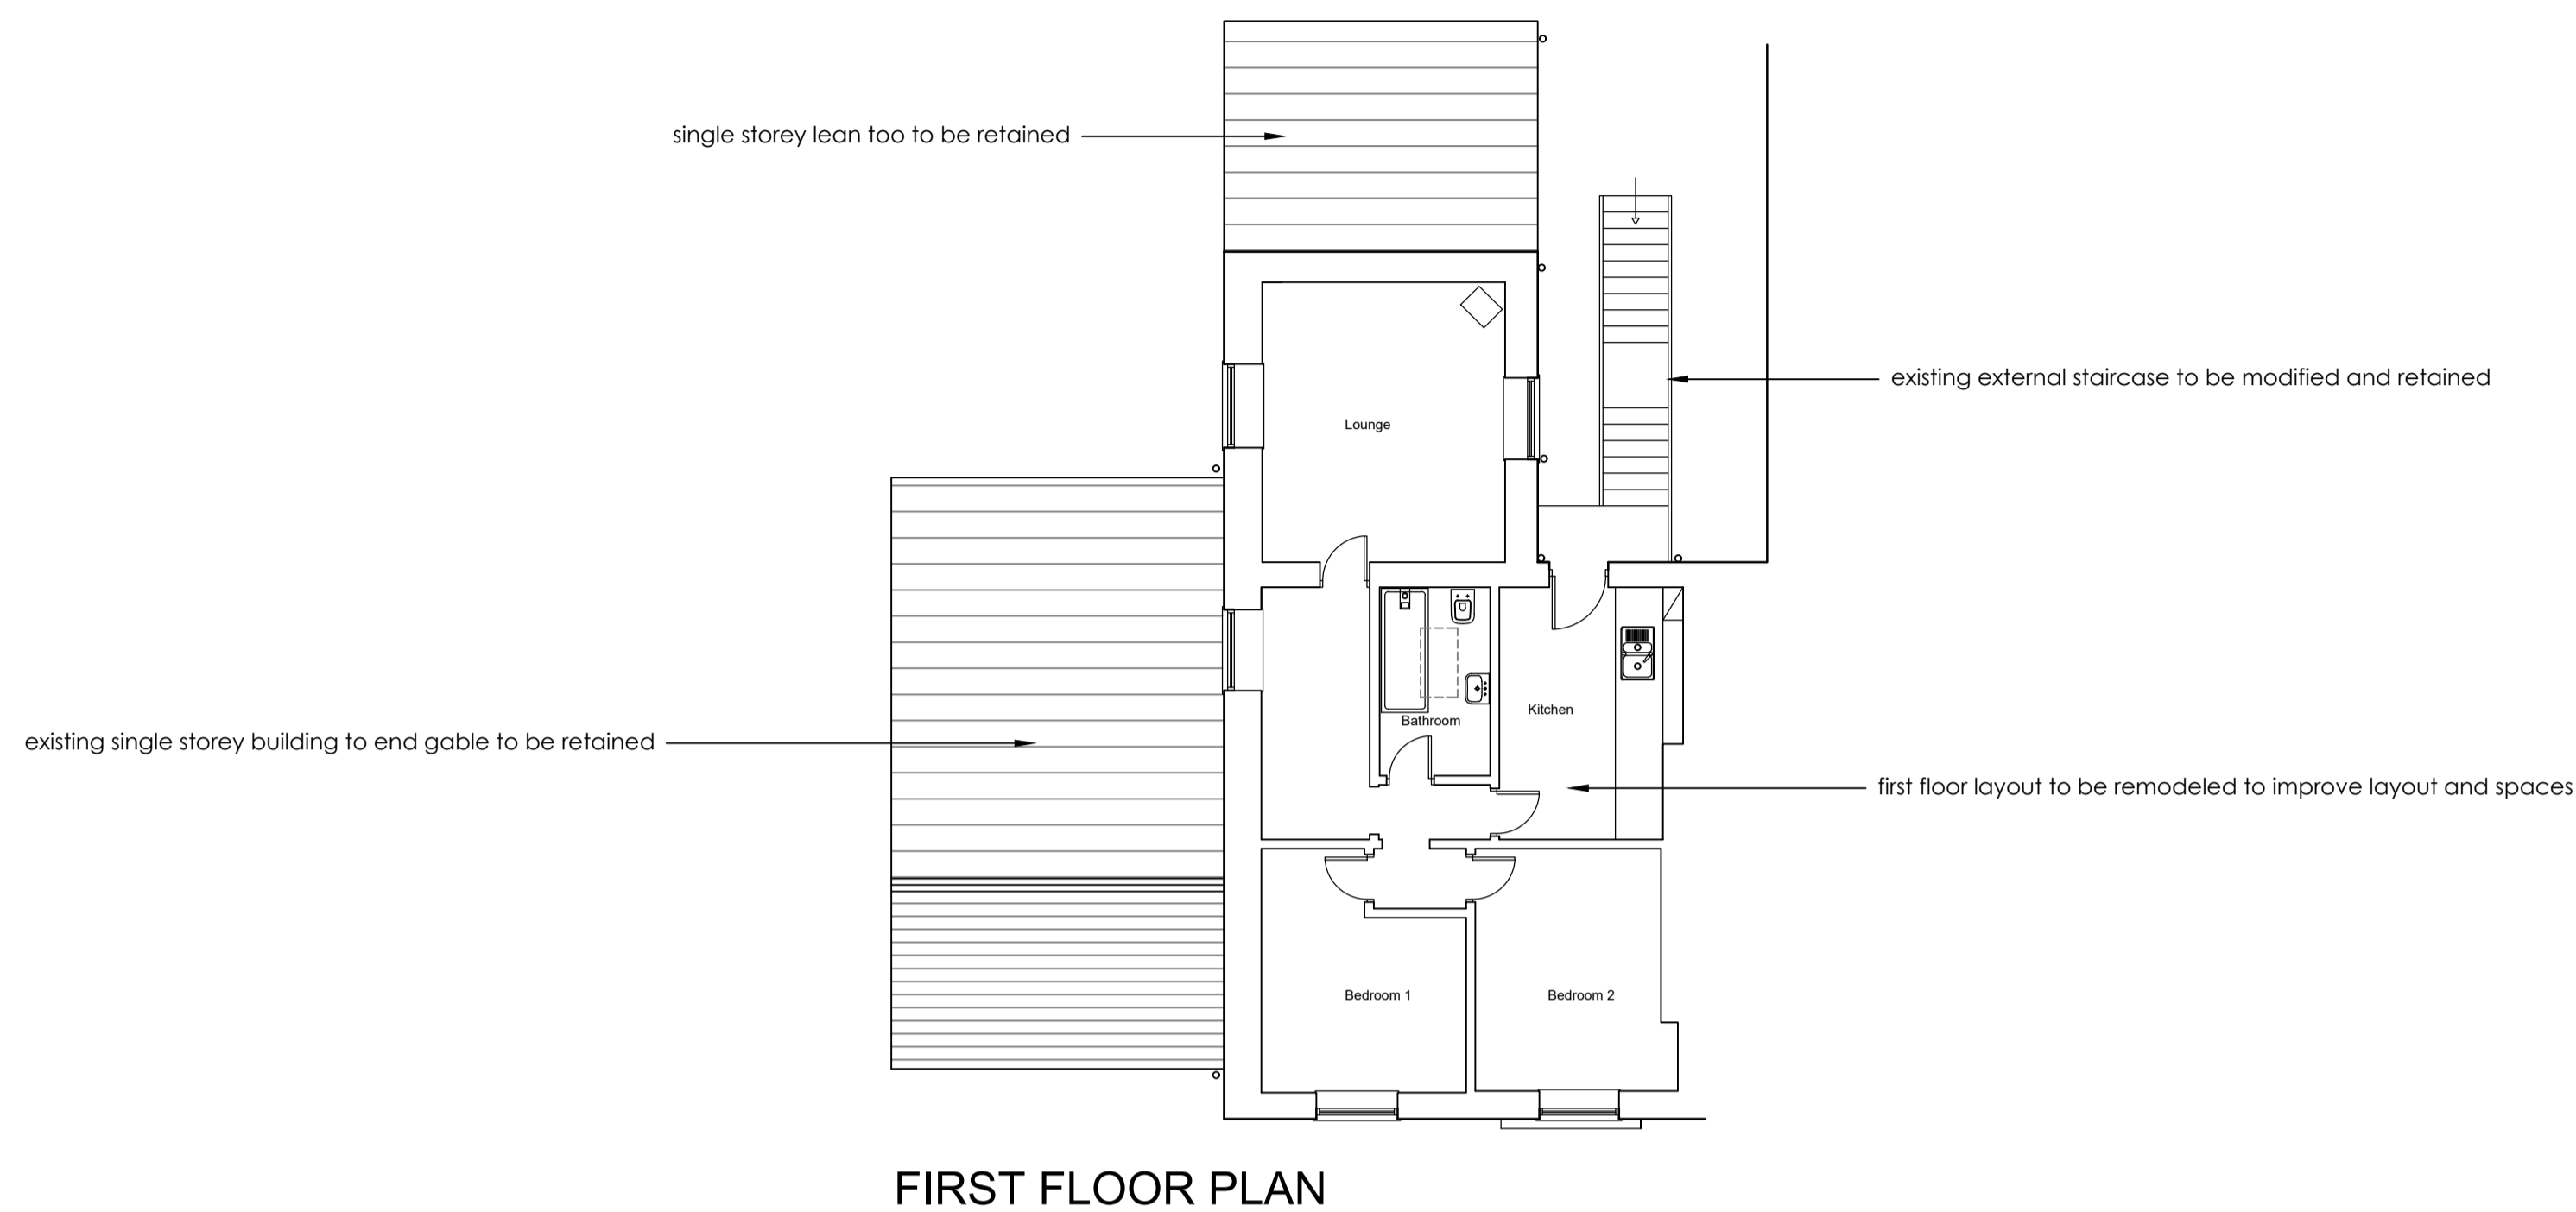 single storey lean too to be retained
existing external staircase to be modified and retained
Lounge
Bathroom
Kitchen
existing single storey building to end gable to be retained
first floor layout to be remodeled to improve layout and spaces
Bedroom 1
Bedroom 2
FIRST FLOOR PLAN